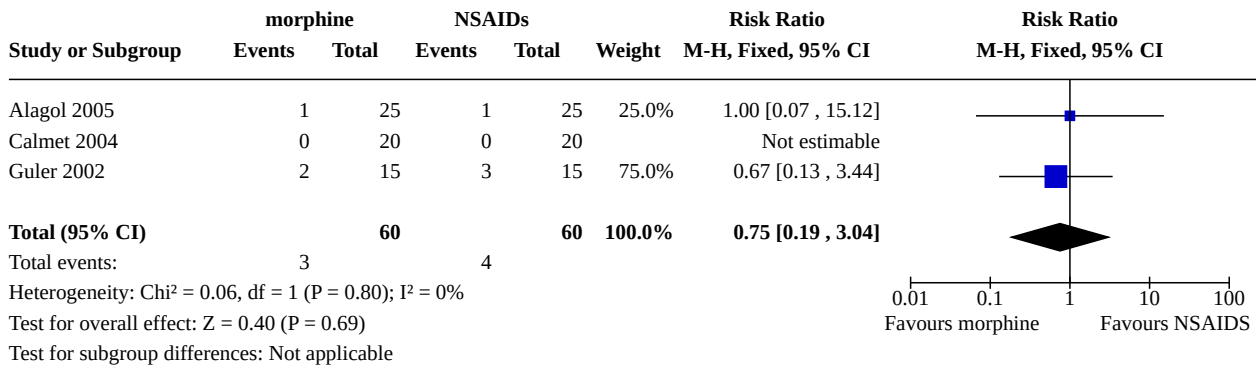 morphine NSAIDs Risk Ratio Risk Ratio
Study or Subgroup Events Total Events Total Weight M-H, Fixed, 95% CI M-H, Fixed, 95% CI
Alagol 2005 1 25 1 25 25.0% 1.00 [0.07 , 15.12]
Calmet 2004 0 20 0 20 Not estimable
Guler 2002 2 15 3 15 75.0% 0.67 [0.13 , 3.44]
Total (95% CI) 60 60 100.0% 0.75 [0.19 , 3.04]
Total events: 3 4
Heterogeneity: Chi² = 0.06, df = 1 (P = 0.80); I² = 0%
Test for overall effect: Z = 0.40 (P = 0.69)
Test for subgroup differences: Not applicable
0.01 0.1 1 10 100
Favours morphine Favours NSAIDS